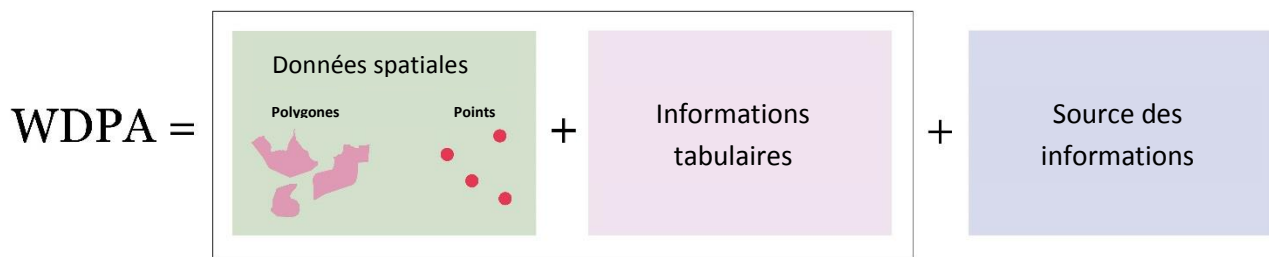 WDPA =
Données spatiales
Polygones
Points
+
Informations
tabulaires
+
Source des
informations